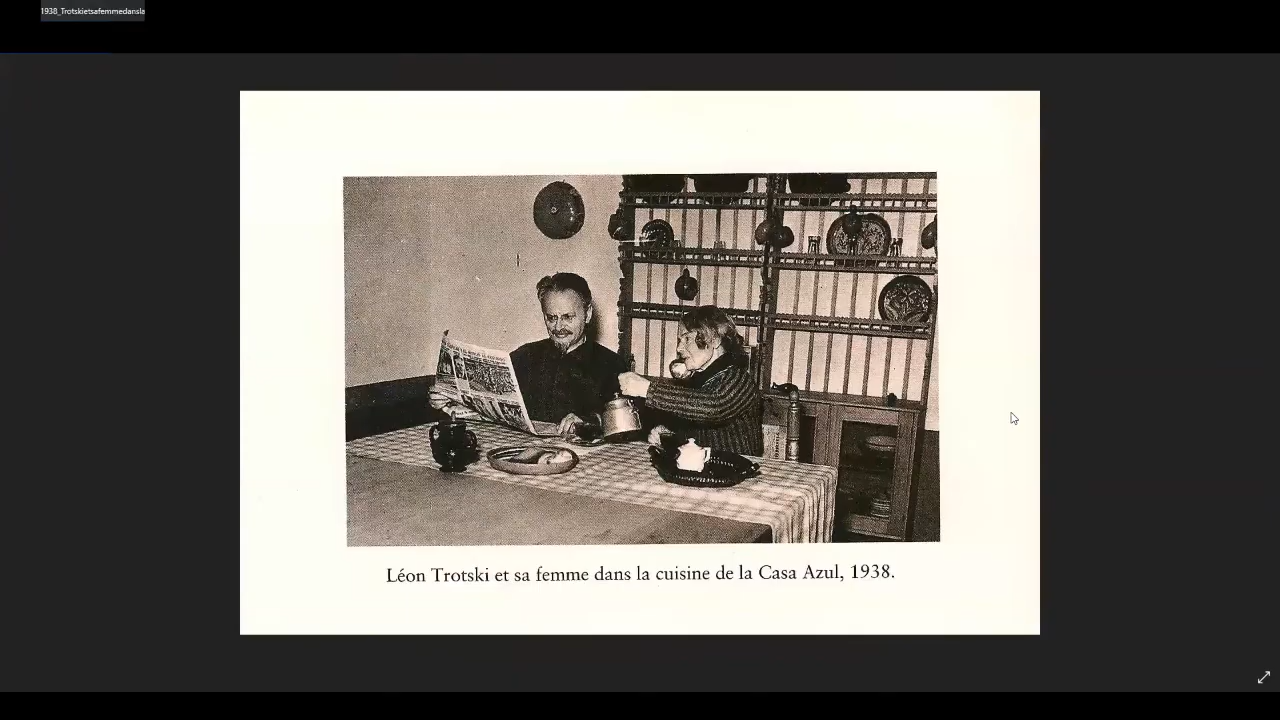 1938_Trotskietsafemmedansla
Léon Trotski et sa femme dans la cuisine de la Casa Azul, 1938.